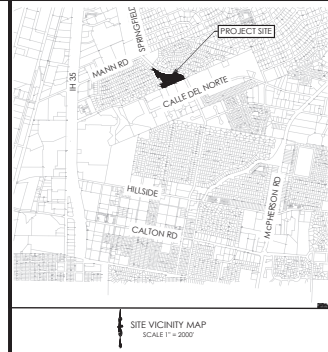 SPRINGFIELD
PROJECT SITE
MANN RD
IH 35
CALLE DEL NORTE
HILLSIDE
McPHERSON RD
CALTON RD
SITE VICINITY MAP
SCALE 1" = 2000'